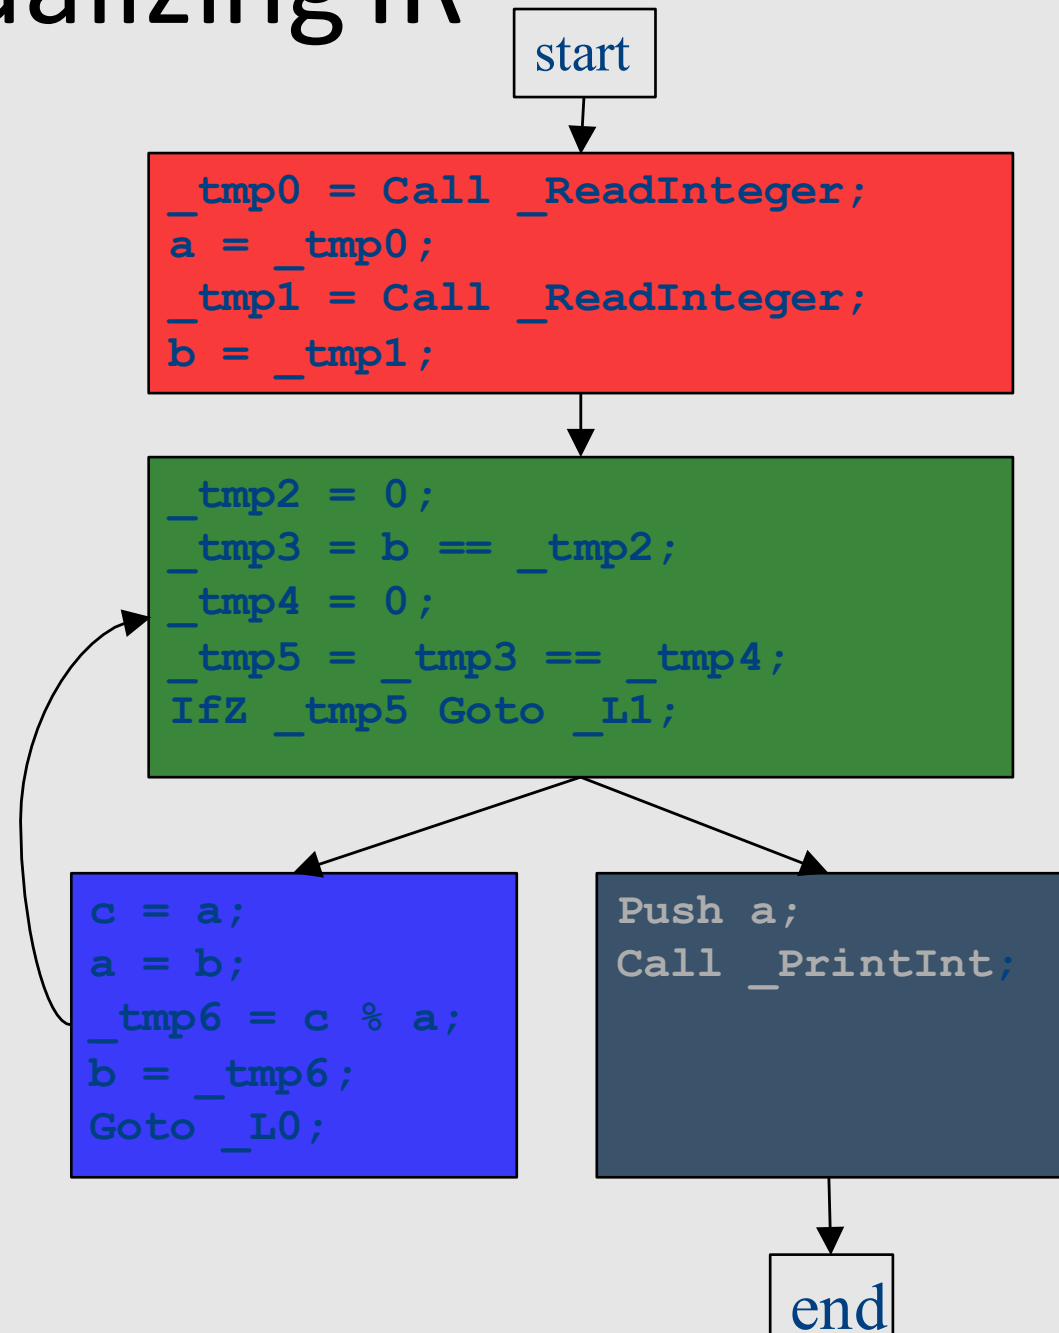 IR
start
_tmp0 = Call _ReadInteger;
a = _tmp0;
_tmp1 = Call _ReadInteger;
b = _tmp1;
_tmp2 = 0;
_tmp3 = b == _tmp2;
_tmp4 = 0;
_tmp5 = _tmp3 == _tmp4;
IfZ _tmp5 Goto _L1;
c = a;
a = b;
_tmp6 = c % a;
b = _tmp6;
Goto _L0;
Push a;
Call _PrintInt;
end